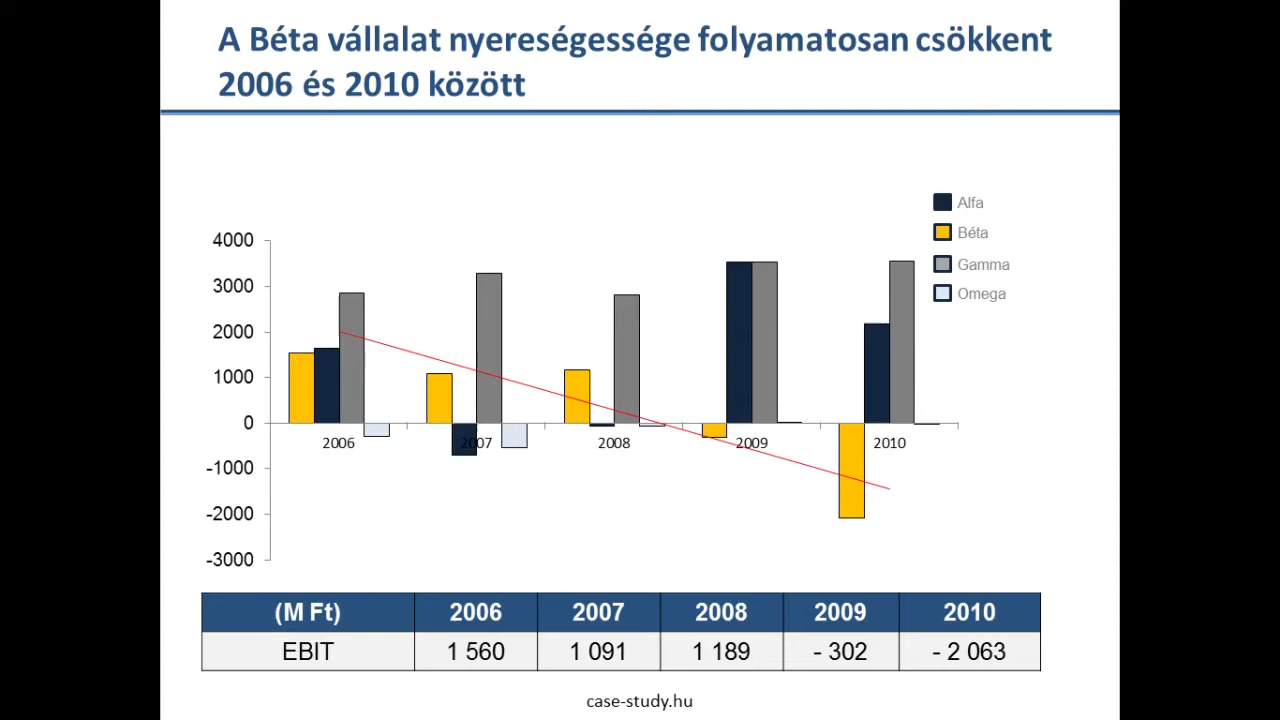 A Béta vállalat nyereségessége folyamatosan csökkent
2006 és 2010 között
Alfa
Béta
Gamma
Omega
4000
3000
2000
1000
0
-1000
-2000
-3000
2006 2007 2008 2009 2010
(M Ft) 2006 2007 2008 2009 2010
EBIT 1 560 1 091 1 189 - 302 - 2 063
case-study.hu